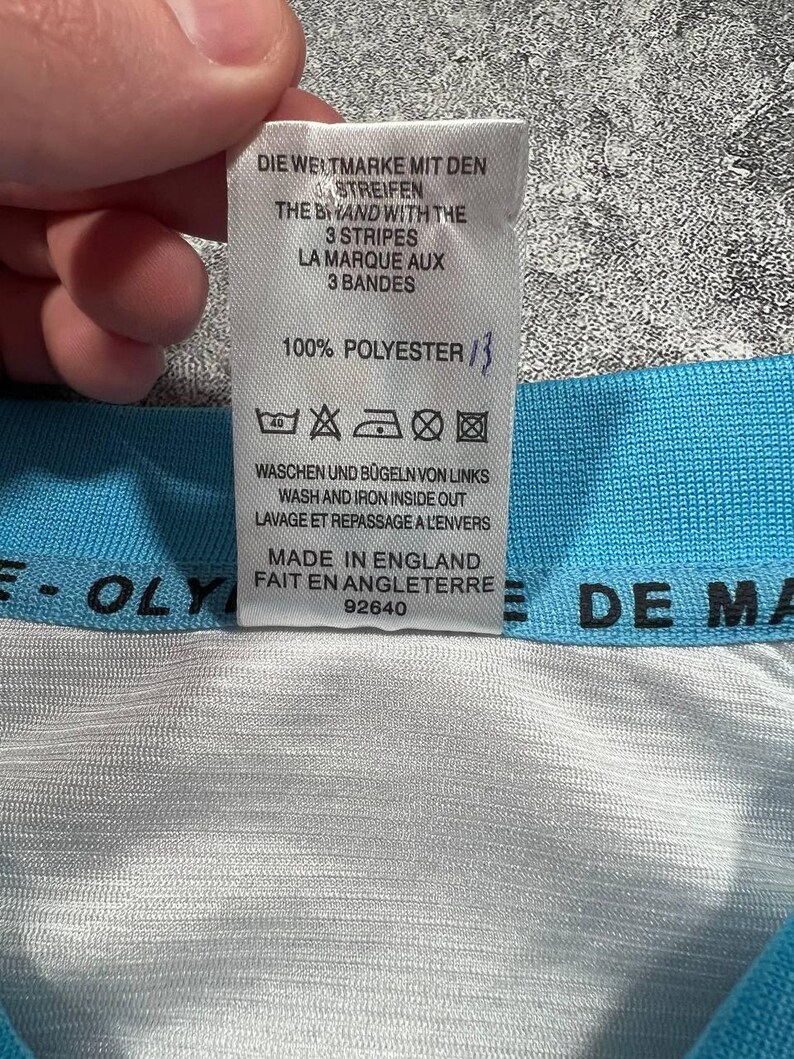 DIE WELTMARKE MIT DEN
3 STREIFEN
THE BRAND WITH THE
3 STRIPES
LA MARQUE AUX
3 BANDES
100% POLYESTER 13
40
WASCHEN UND BÜGELN VON LINKS
WASH AND IRON INSIDE OUT
LAVAGE ET REPASSAGE A L'ENVERS
MADE IN ENGLAND
FAIT EN ANGLETERRE
92640
E - OLY E DE MA